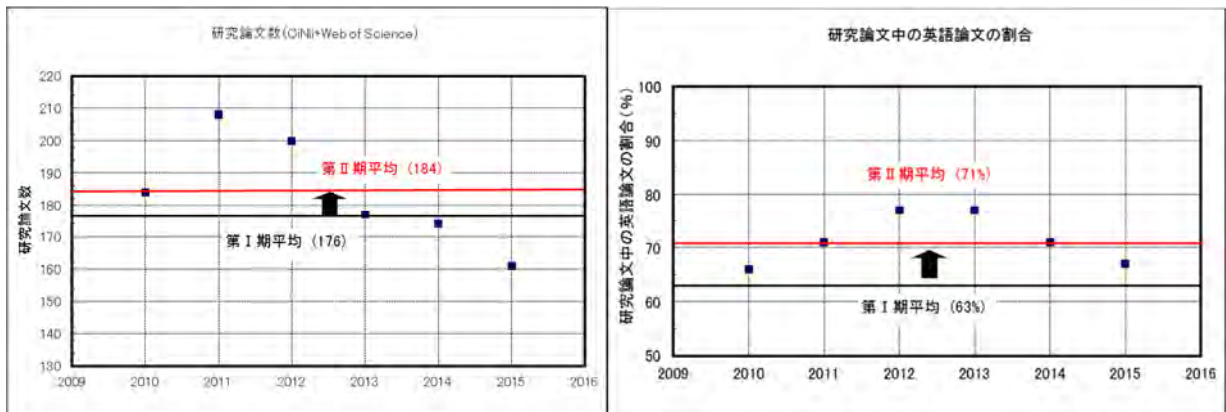 研究論文数(CiNii+Web of Science)
研究論文数
220
210
200
190
180
170
160
150
140
130
第Ⅱ期平均 (184)
第Ⅰ期平均 (176)
2009 2010 2011 2012 2013 2014 2015 2016
研究論文中の英語論文の割合
研究論文中の英語論文の割合(%)
100
90
80
70
60
50
第Ⅱ期平均 (71%)
第Ⅰ期平均 (63%)
2009 2010 2011 2012 2013 2014 2015 2016